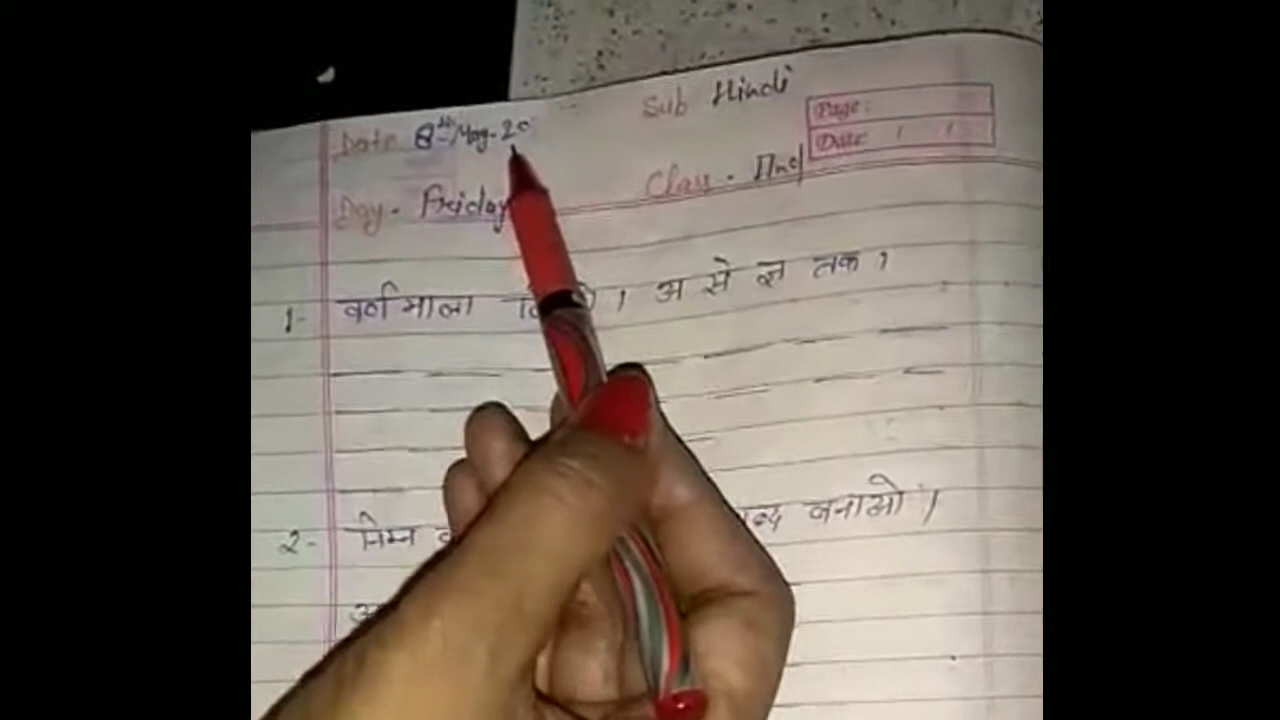 Date 8th May-20 Sub Hindi
Page:
Date / /
Day - Friday Class - IInd
1- वर्णमाला । अ से ज्ञ तक ।
2- निम्न बनाओ ।